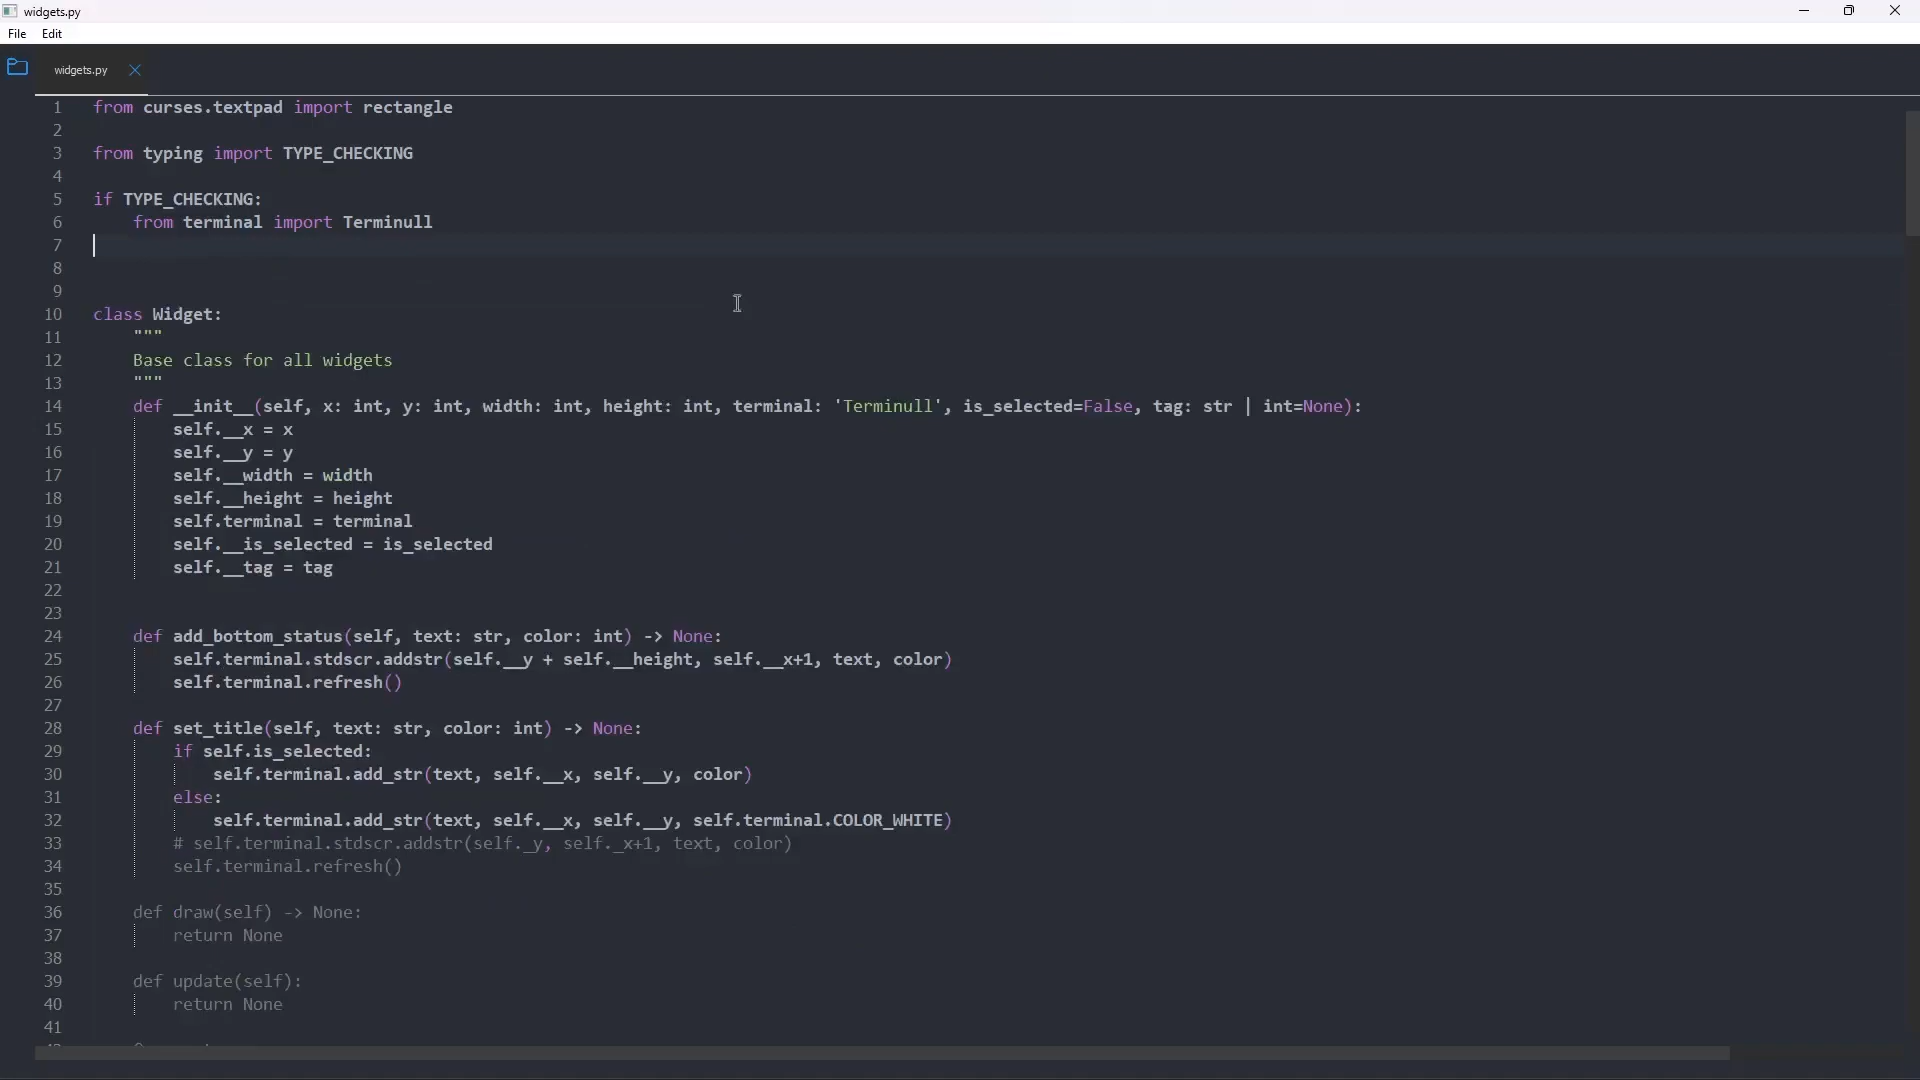 widgets.py
File Edit
widgets.py
1 from curses.textpad import rectangle
2
3 from typing import TYPE_CHECKING
4
5 if TYPE_CHECKING:
6     from terminal import Terminull
7
8
9
10 class Widget:
11     """
12     Base class for all widgets
13     """
14     def __init__(self, x: int, y: int, width: int, height: int, terminal: 'Terminull', is_selected=False, tag: str | int=None):
15         self.__x = x
16         self.__y = y
17         self.__width = width
18         self.__height = height
19         self.terminal = terminal
20         self.__is_selected = is_selected
21         self.__tag = tag
22
23
24     def add_bottom_status(self, text: str, color: int) -> None:
25         self.terminal.stdscr.addstr(self.__y + self.__height, self.__x+1, text, color)
26         self.terminal.refresh()
27
28     def set_title(self, text: str, color: int) -> None:
29         if self.is_selected:
30             self.terminal.add_str(text, self.__x, self.__y, color)
31         else:
32             self.terminal.add_str(text, self.__x, self.__y, self.terminal.COLOR_WHITE)
33         # self.terminal.stdscr.addstr(self._y, self._x+1, text, color)
34         self.terminal.refresh()
35
36     def draw(self) -> None:
37         return None
38
39     def update(self):
40         return None
41